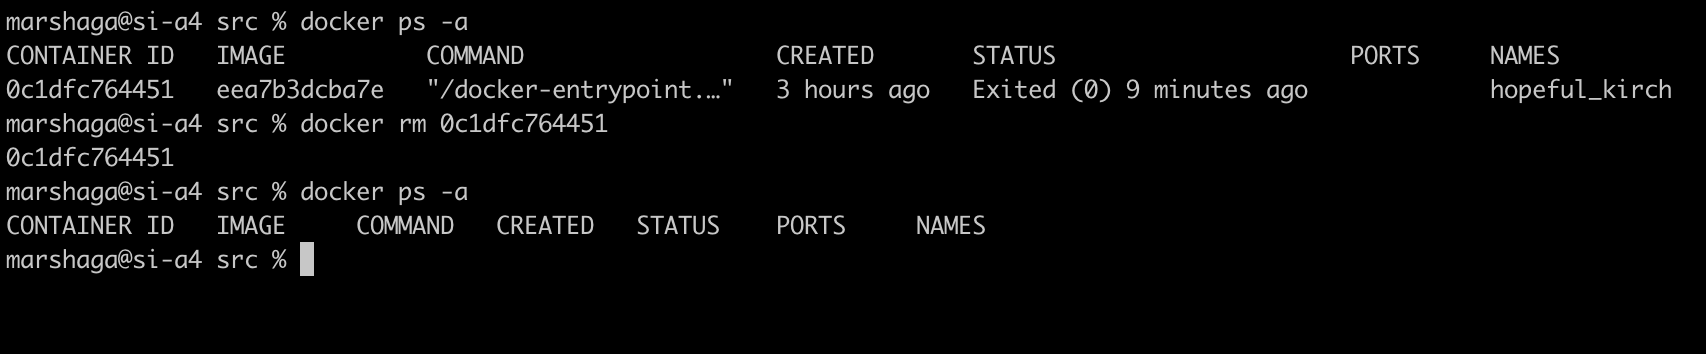 marshaga@si-a4 src % docker ps -a
CONTAINER ID   IMAGE          COMMAND                  CREATED       STATUS                     PORTS     NAMES
0c1dfc764451   eea7b3dcba7e   "/docker-entrypoint.…"   3 hours ago   Exited (0) 9 minutes ago             hopeful_kirch
marshaga@si-a4 src % docker rm 0c1dfc764451
0c1dfc764451
marshaga@si-a4 src % docker ps -a
CONTAINER ID   IMAGE     COMMAND   CREATED   STATUS    PORTS     NAMES
marshaga@si-a4 src %